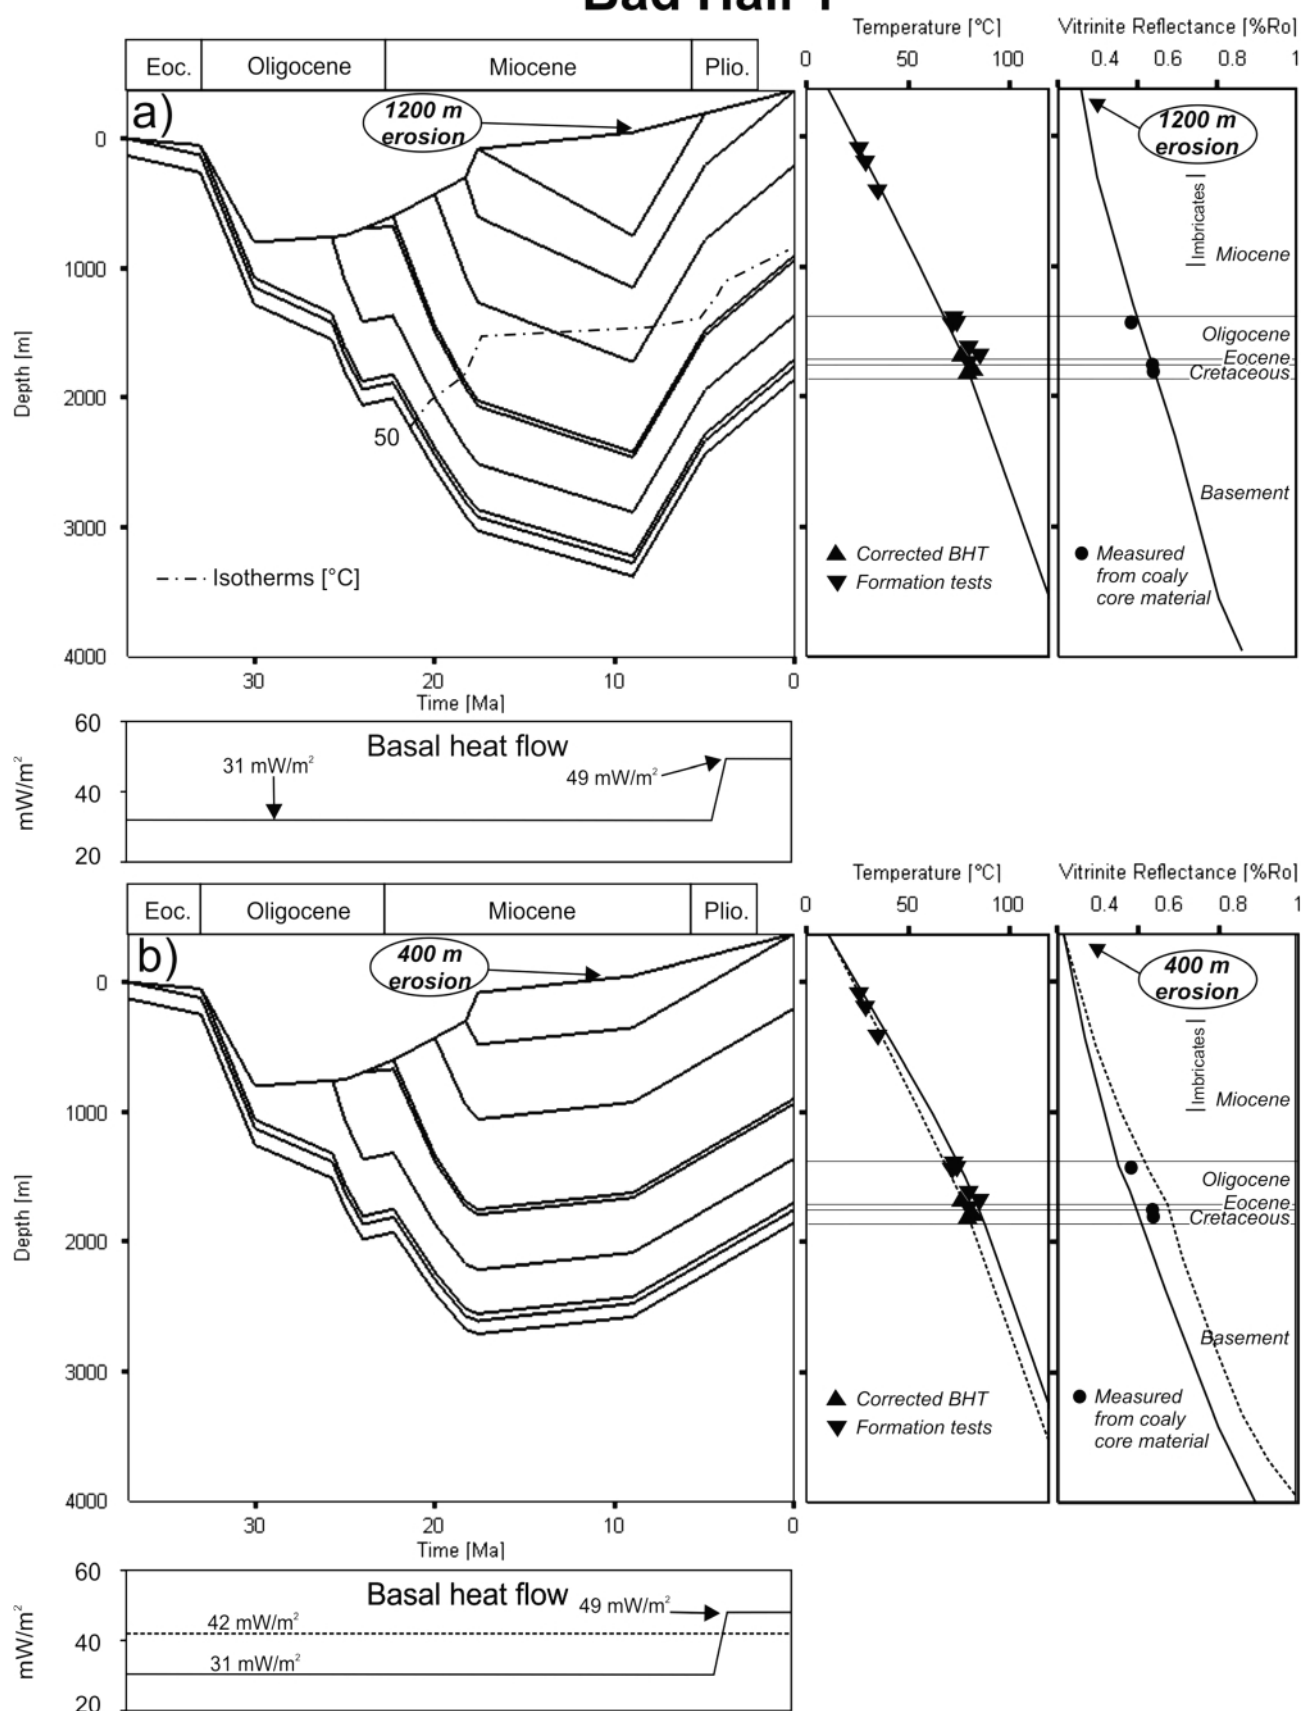 Bad Hall 1
Temperature [°C]
Vitrinite Reflectance [%Ro]
0 50 100
0.4 0.6 0.8 1
Eoc. Oligocene Miocene Plio.
a)
1200 m
erosion
1200 m
erosion
Imbricates
Miocene
Oligocene
Eocene
Cretaceous
Basement
Depth [m]
0
1000
2000
3000
4000
50
Isotherms [°C]
Corrected BHT
Formation tests
Measured
from coaly
core material
30 20 10 0
Time [Ma]
Basal heat flow
mW/m²
60
40
20
31 mW/m²
49 mW/m²
Temperature [°C]
Vitrinite Reflectance [%Ro]
0 50 100
0.4 0.6 0.8 1
Eoc. Oligocene Miocene Plio.
b)
400 m
erosion
400 m
erosion
Imbricates
Miocene
Oligocene
Eocene
Cretaceous
Basement
Depth [m]
0
1000
2000
3000
4000
Corrected BHT
Formation tests
Measured
from coaly
core material
30 20 10 0
Time [Ma]
Basal heat flow
mW/m²
60
40
20
49 mW/m²
42 mW/m²
31 mW/m²